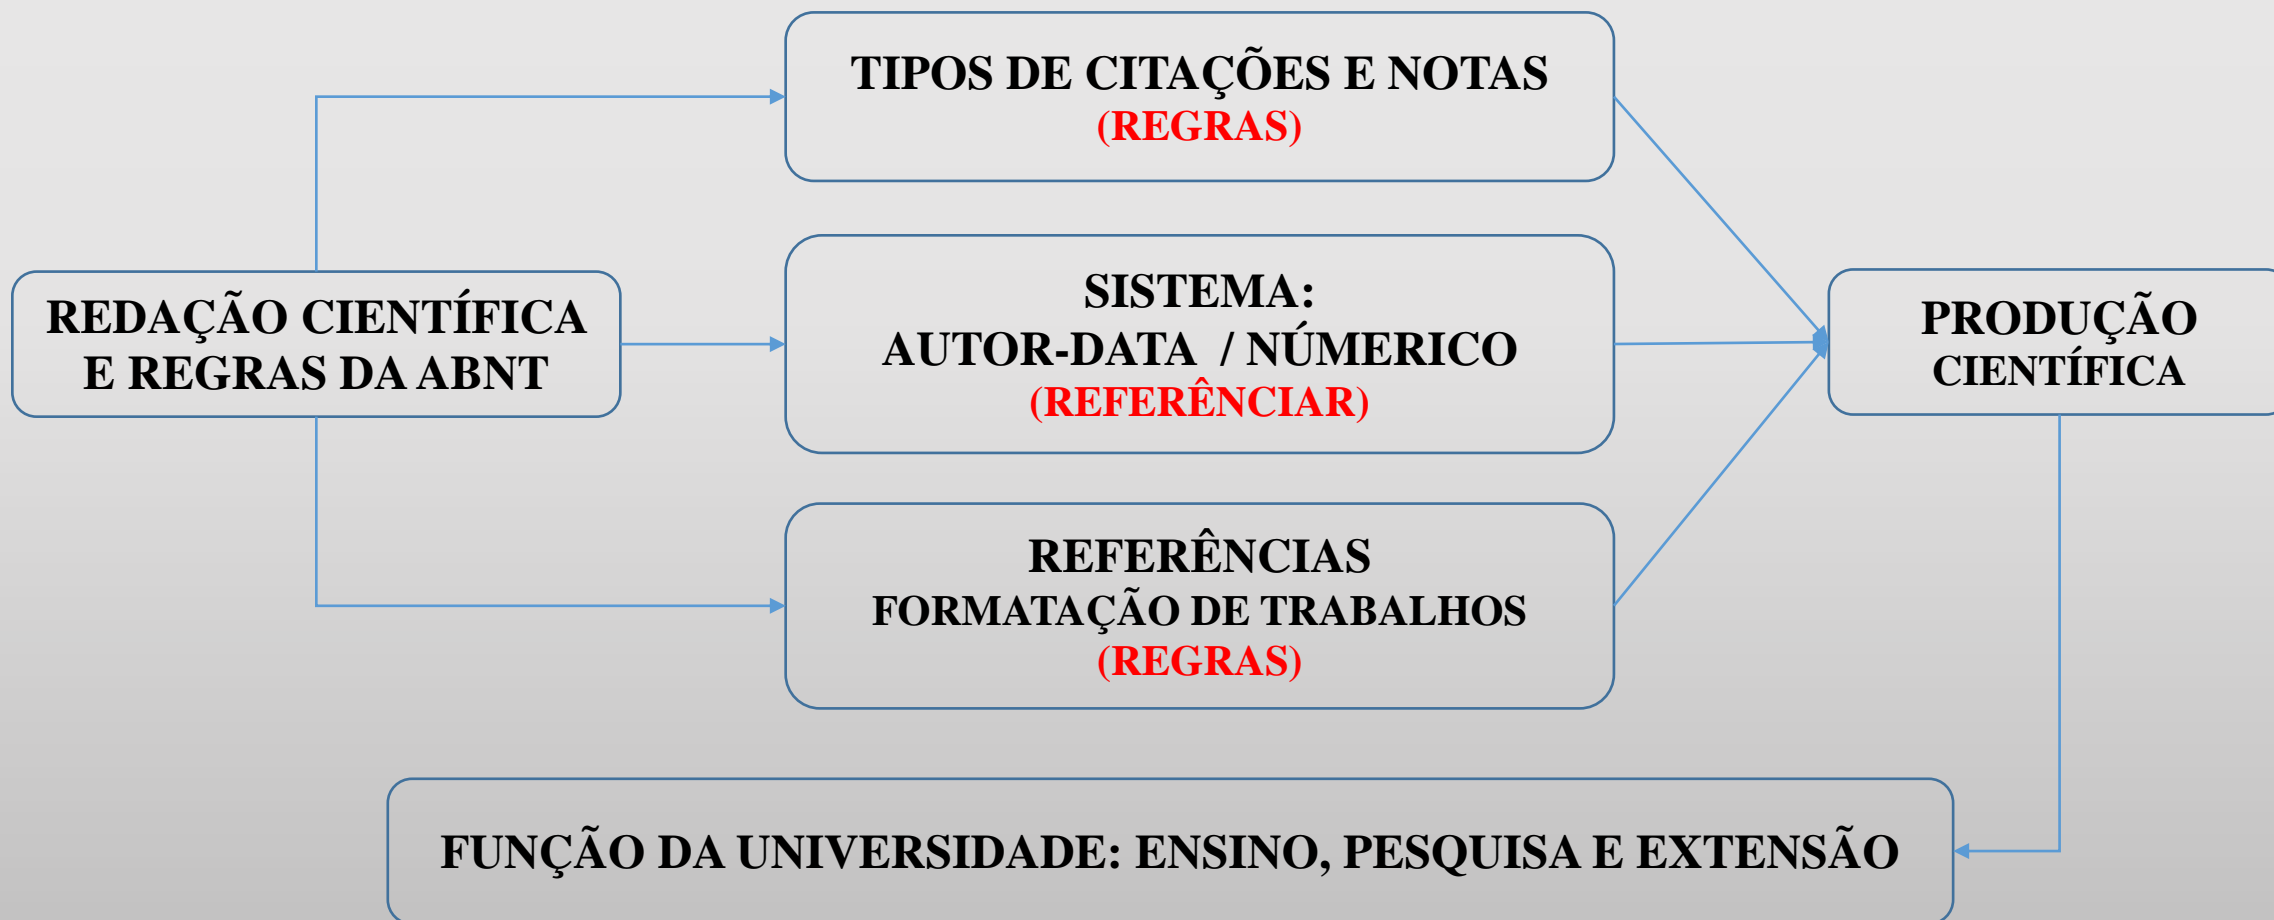 TIPOS DE CITAÇÕES E NOTAS
(REGRAS)
REDAÇÃO CIENTÍFICA
E REGRAS DA ABNT
SISTEMA:
AUTOR-DATA / NÚMERICO
(REFERÊNCIAR)
PRODUÇÃO
CIENTÍFICA
REFERÊNCIAS
FORMATAÇÃO DE TRABALHOS
(REGRAS)
FUNÇÃO DA UNIVERSIDADE: ENSINO, PESQUISA E EXTENSÃO